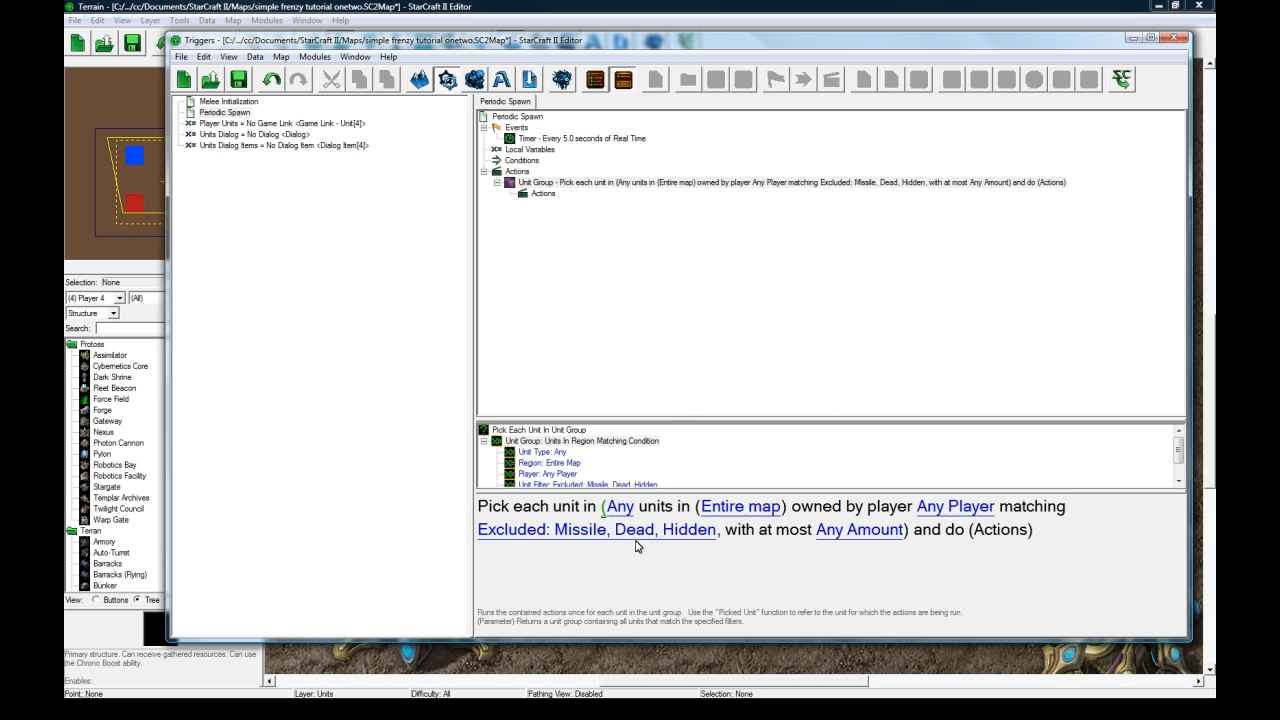 Terrain - [C:/../cc/Documents/StarCraft II/Maps/simple frenzy tutorial onetwo.SC2Map*] - StarCraft II Editor
File Edit View Layer Tools Data Map Modules Window Help
Triggers - [C:/../cc/Documents/StarCraft II/Maps/simple frenzy tutorial onetwo.SC2Map*] - StarCraft II Editor
File Edit View Data Map Modules Window Help
Melee Initialization
Periodic Spawn
Player Units = No Game Link <Game Link - Unit[4]>
Units Dialog = No Dialog <Dialog>
Units Dialog Items = No Dialog Item <Dialog Item[4]>
Periodic Spawn
Periodic Spawn
Events
Timer - Every 5.0 seconds of Real Time
Local Variables
Conditions
Actions
Unit Group - Pick each unit in (Any units in (Entire map) owned by player Any Player matching Excluded: Missile, Dead, Hidden, with at most Any Amount) and do (Actions)
Actions
Selection: None
(4) Player 4 (All)
Structure
Search:
Protoss
Assimilator
Cybernetics Core
Dark Shrine
Fleet Beacon
Force Field
Forge
Gateway
Nexus
Photon Cannon
Pylon
Robotics Bay
Robotics Facility
Stargate
Templar Archives
Twilight Council
Warp Gate
Terran
Armory
Auto-Turret
Barracks
Barracks (Flying)
Bunker
View: Buttons Tree
Pick Each Unit In Unit Group
Unit Group: Units In Region Matching Condition
Unit Type: Any
Region: Entire Map
Player: Any Player
Unit Filter: Excluded: Missile, Dead, Hidden
Pick each unit in (Any units in (Entire map) owned by player Any Player matching
Excluded: Missile, Dead, Hidden, with at most Any Amount) and do (Actions)
Runs the contained actions once for each unit in the unit group. Use the "Picked Unit" function to refer to the unit for which the actions are being run.
(Parameter) Returns a unit group containing all units that match the specified filters.
Primary structure. Can receive gathered resources. Can use
the Chrono Boost ability.
Enables:
Point: None Layer: Units Difficulty: All Pathing View: Disabled Selection: None